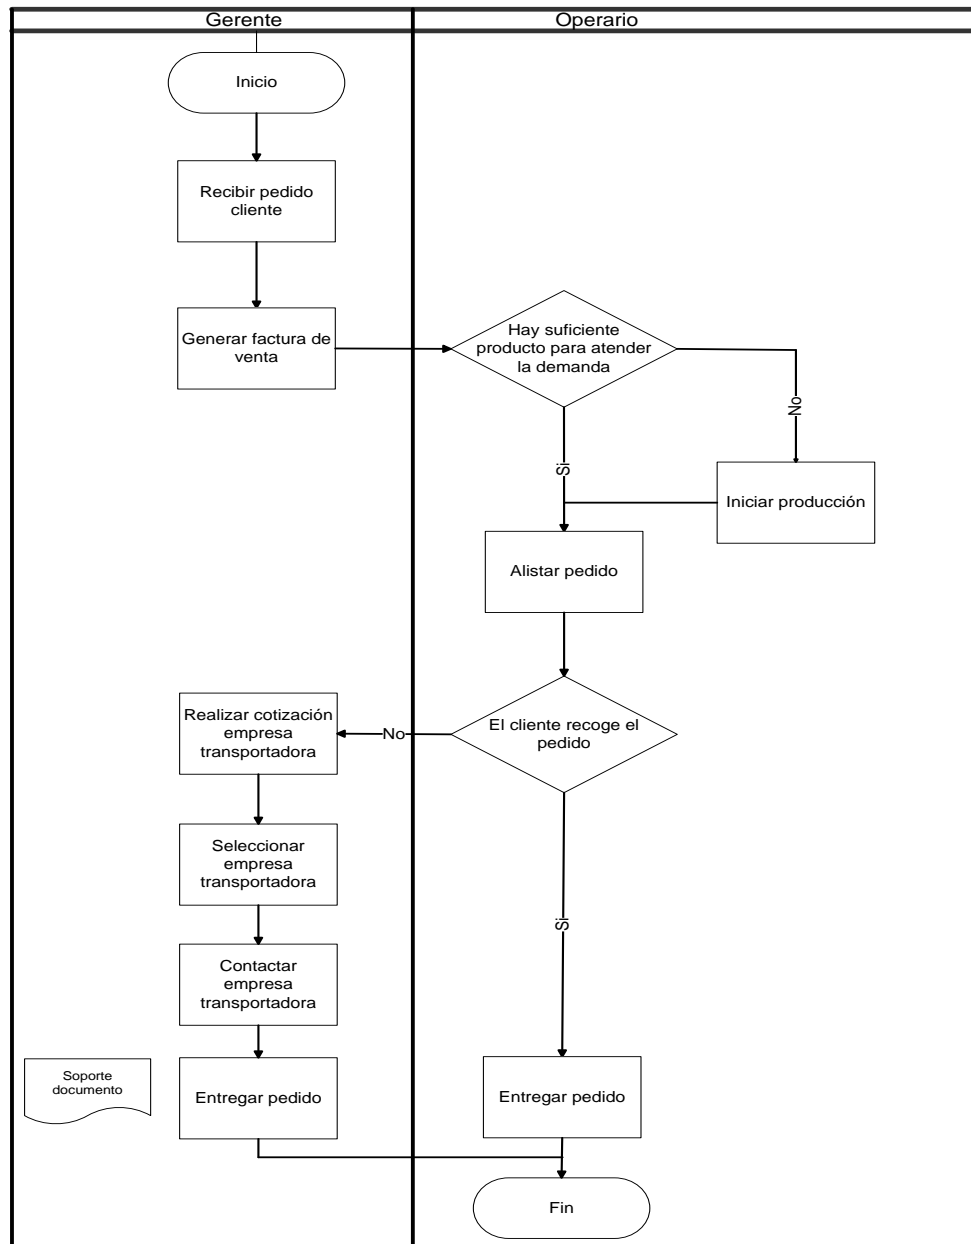 Gerente
Operario
Inicio
Recibir pedido
cliente
Generar factura de
venta
Hay suficiente
producto para atender
la demanda
No
Si
Iniciar producción
Alistar pedido
El cliente recoge el
pedido
No
Realizar cotización
empresa
transportadora
Seleccionar
empresa
transportadora
Si
Contactar
empresa
transportadora
Soporte
documento
Entregar pedido
Entregar pedido
Fin